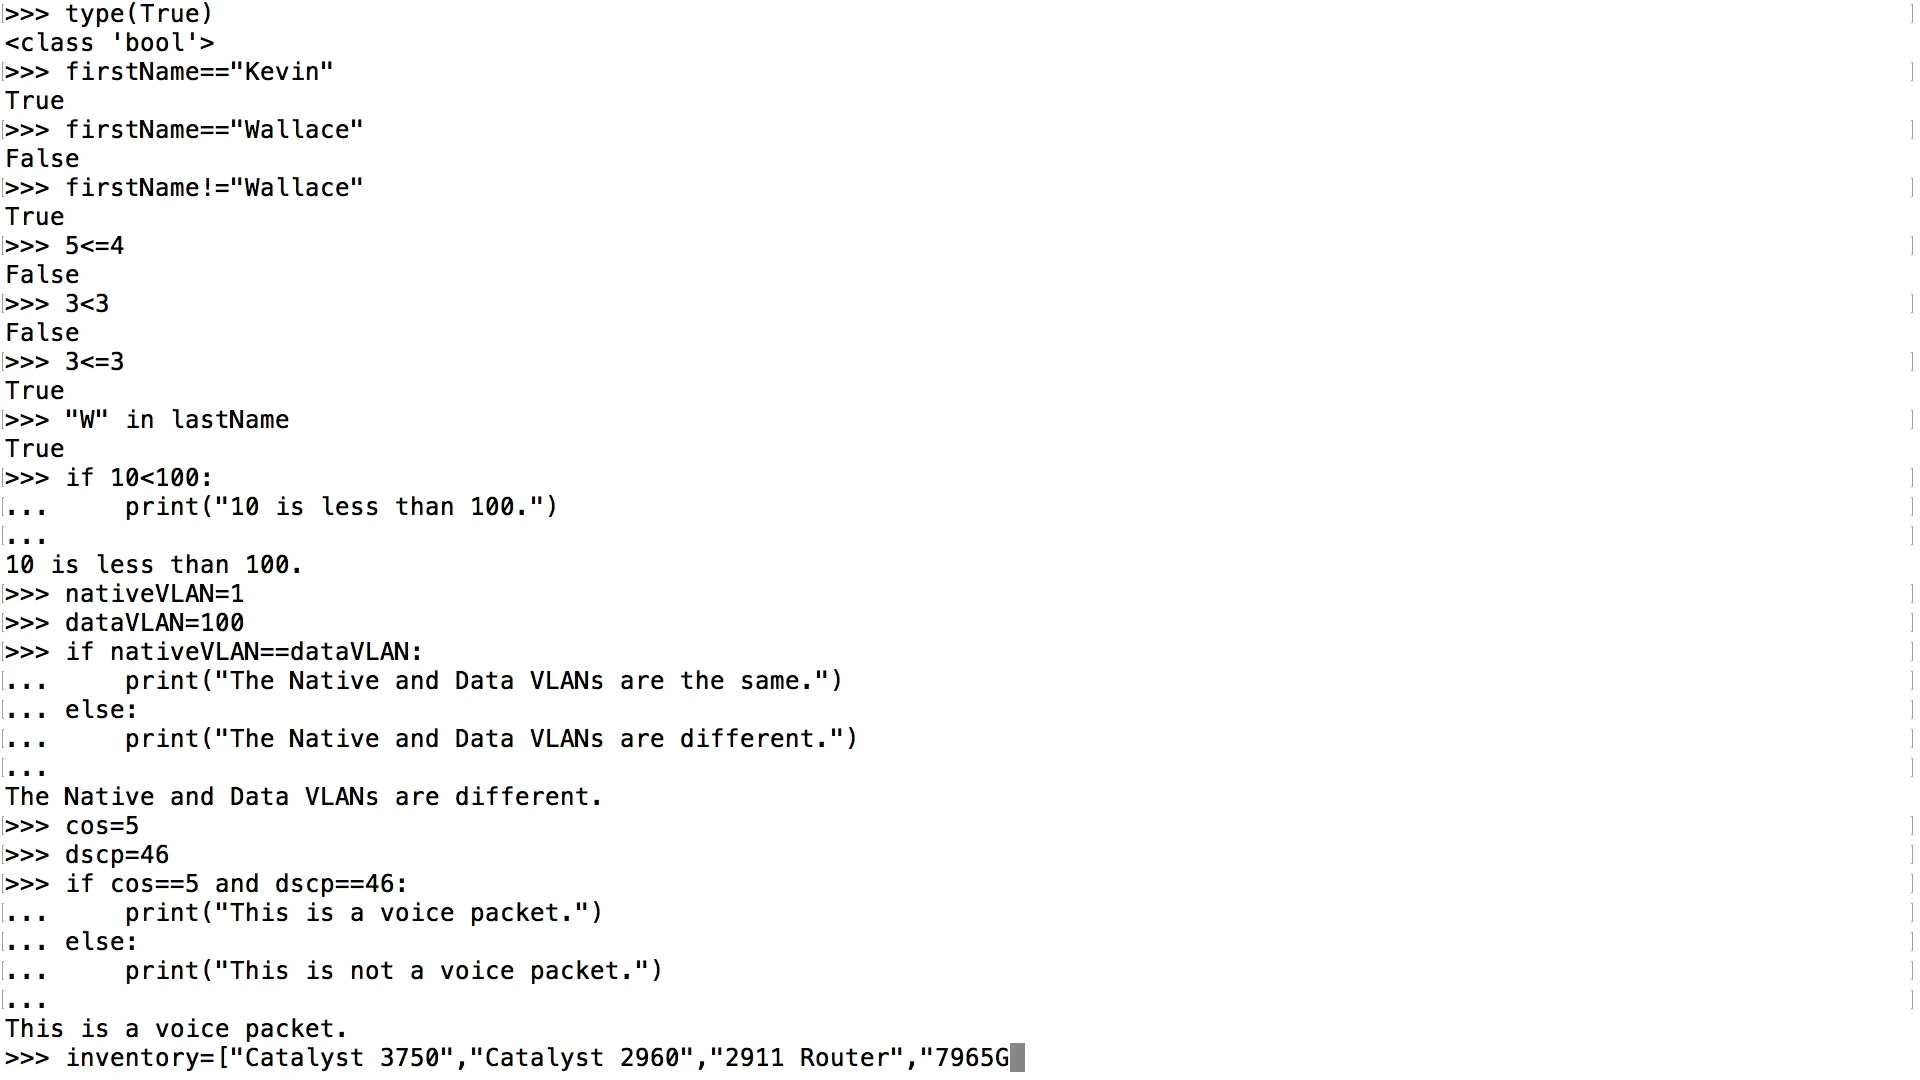 >>> type(True)
<class 'bool'>
>>> firstName=="Kevin"
True
>>> firstName=="Wallace"
False
>>> firstName!="Wallace"
True
>>> 5<=4
False
>>> 3<3
False
>>> 3<=3
True
>>> "W" in lastName
True
>>> if 10<100:
...     print("10 is less than 100.")
...
10 is less than 100.
>>> nativeVLAN=1
>>> dataVLAN=100
>>> if nativeVLAN==dataVLAN:
...     print("The Native and Data VLANs are the same.")
... else:
...     print("The Native and Data VLANs are different.")
...
The Native and Data VLANs are different.
>>> cos=5
>>> dscp=46
>>> if cos==5 and dscp==46:
...     print("This is a voice packet.")
... else:
...     print("This is not a voice packet.")
...
This is a voice packet.
>>> inventory=["Catalyst 3750","Catalyst 2960","2911 Router","7965G